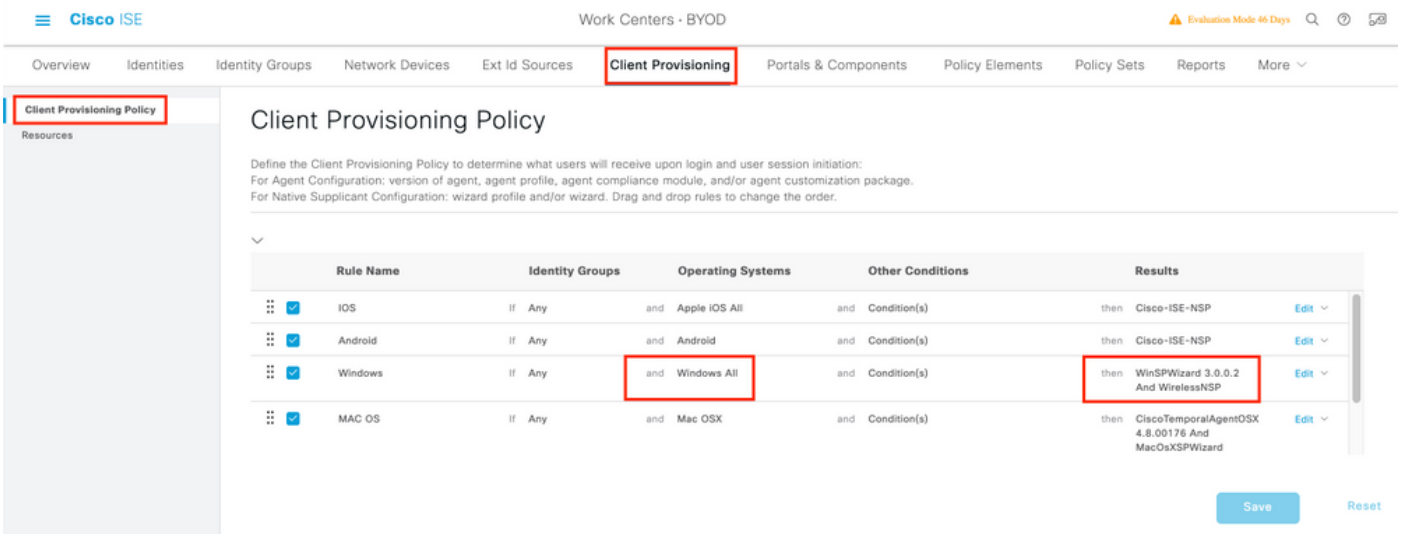 Cisco ISE
Work Centers · BYOD
Evaluation Mode 46 Days
Overview Identities Identity Groups Network Devices Ext Id Sources Client Provisioning Portals & Components Policy Elements Policy Sets Reports More
Client Provisioning Policy
Resources
Client Provisioning Policy
Define the Client Provisioning Policy to determine what users will receive upon login and user session initiation:
For Agent Configuration: version of agent, agent profile, agent compliance module, and/or agent customization package.
For Native Supplicant Configuration: wizard profile and/or wizard. Drag and drop rules to change the order.
Rule Name Identity Groups Operating Systems Other Conditions Results
IOS If Any and Apple iOS All and Condition(s) then Cisco-ISE-NSP Edit
Android If Any and Android and Condition(s) then Cisco-ISE-NSP Edit
Windows If Any and Windows All and Condition(s) then WinSPWizard 3.0.0.2 Edit
And WirelessNSP
MAC OS If Any and Mac OSX and Condition(s) then CiscoTemporalAgentOSX Edit
4.8.00176 And
MacOsXSPWizard
Save Reset